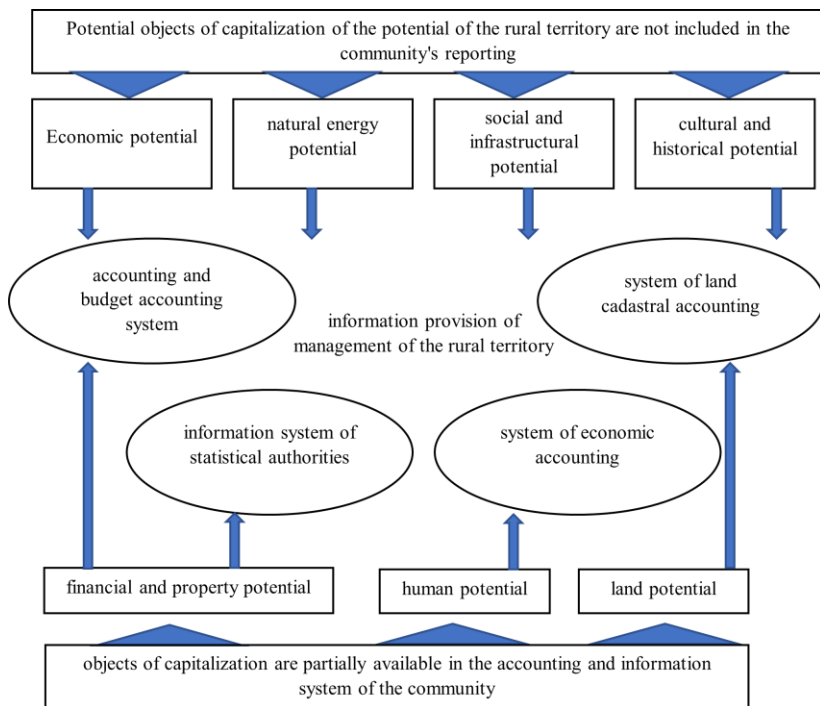 Potential objects of capitalization of the potential of the rural territory are not included in the
community's reporting
Economic potential
natural energy
potential
social and
infrastructural
potential
cultural and
historical potential
accounting and
budget accounting
system
system of land
cadastral accounting
information provision of
management of the rural territory
information system of
statistical authorities
system of economic
accounting
financial and property potential
human potential
land potential
objects of capitalization are partially available in the accounting and information
system of the community